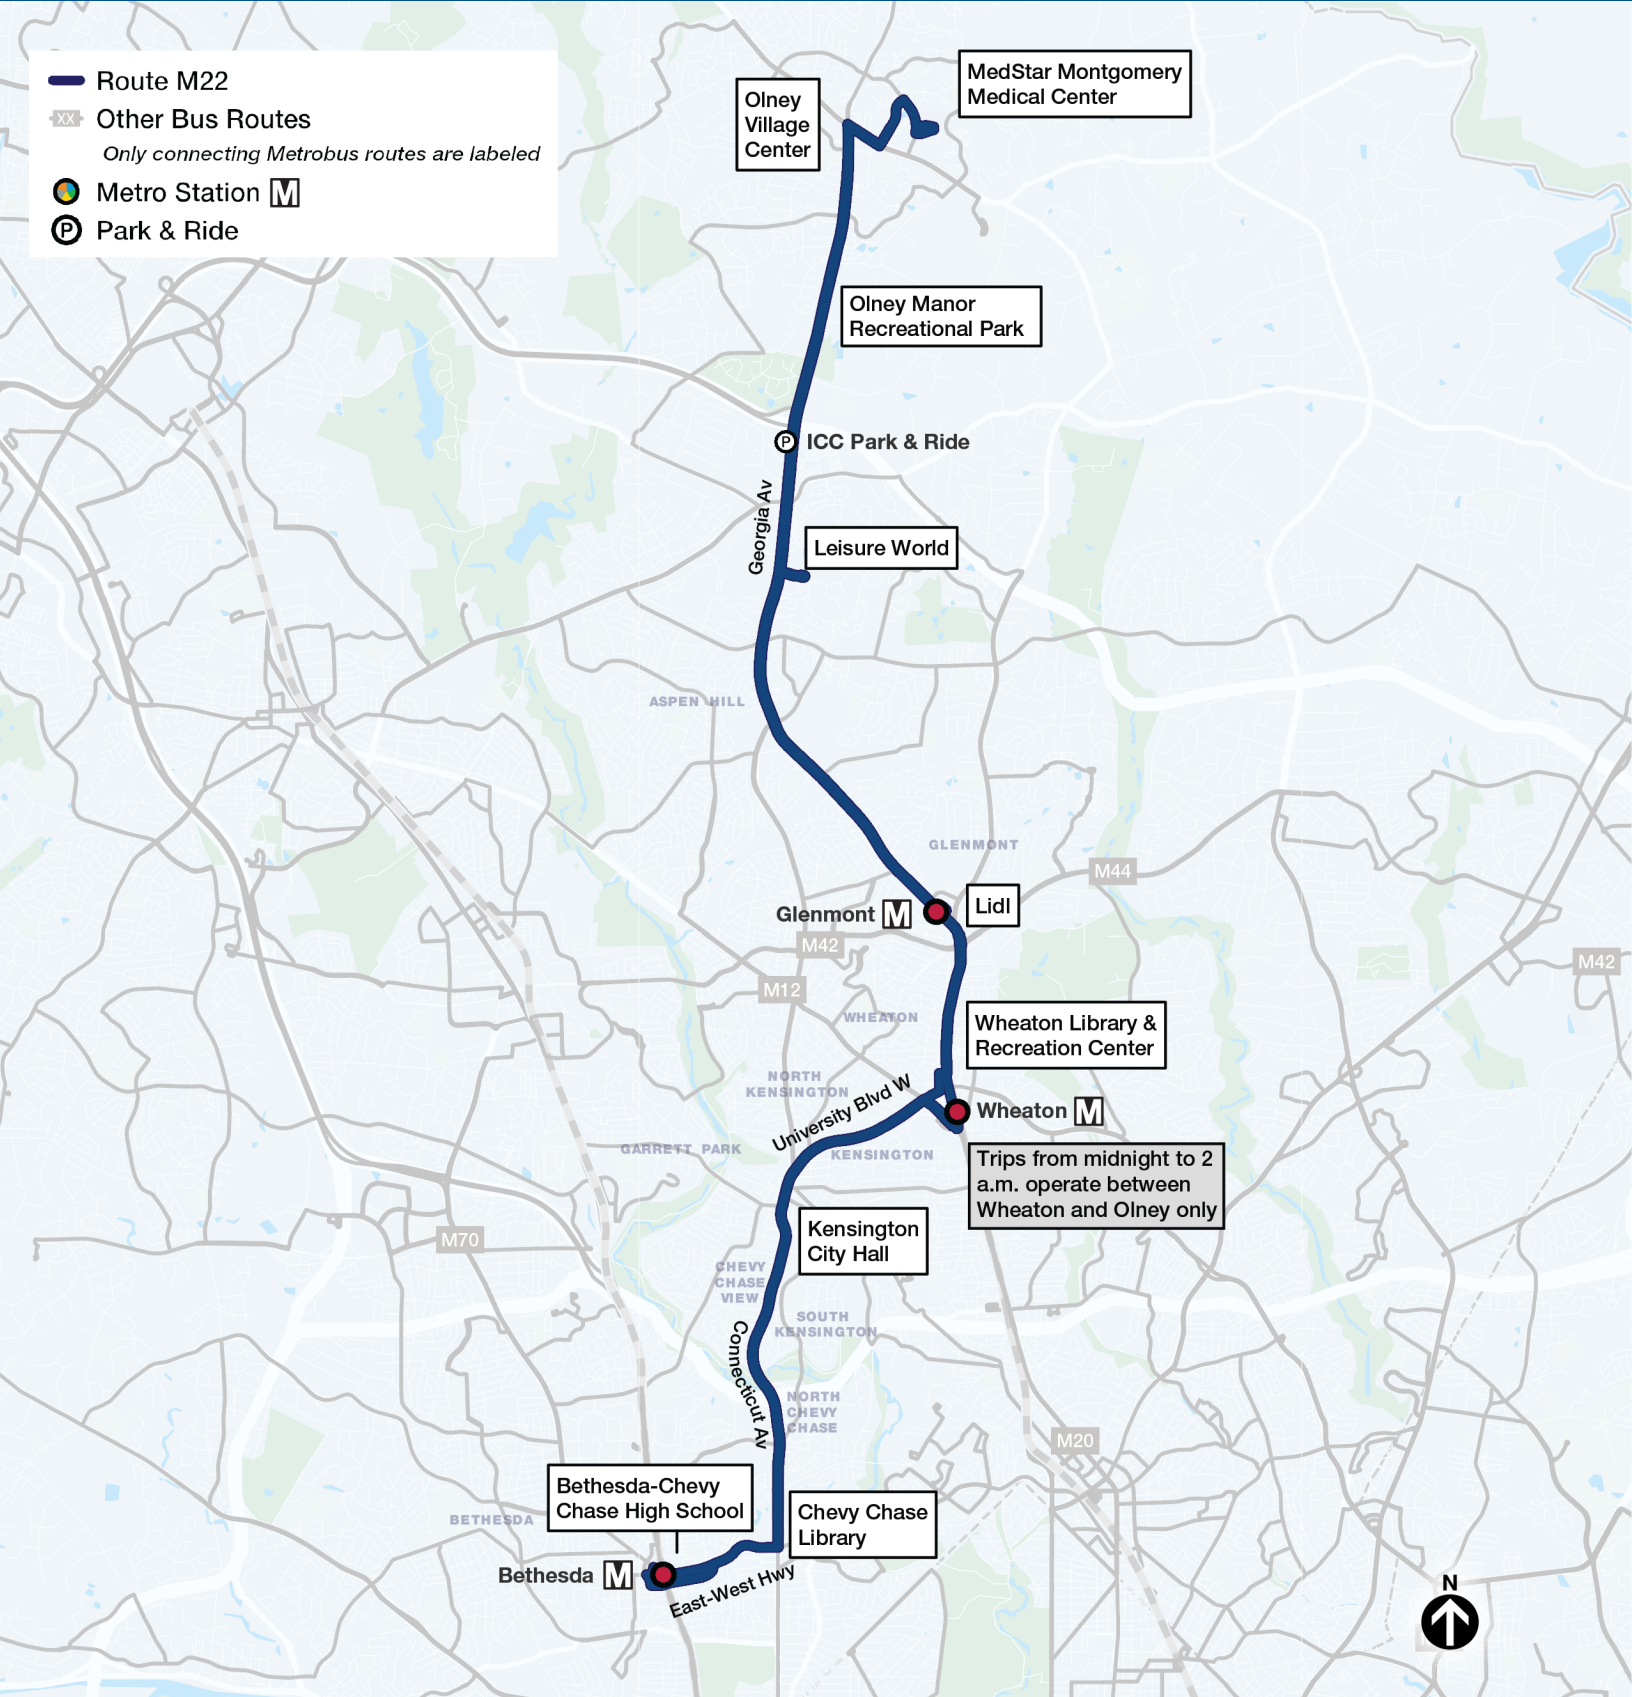 Route M22
XX
Other Bus Routes
Only connecting Metrobus routes are labeled
Metro Station M
P
Park & Ride
Olney
Village
Center
MedStar Montgomery
Medical Center
Olney Manor
Recreational Park
P
ICC Park & Ride
Georgia Av
Leisure World
ASPEN HILL
GLENMONT
M44
Glenmont M
Lidl
M42
M42
M12
WHEATON
Wheaton Library &
Recreation Center
NORTH
KENSINGTON
University Blvd W
Wheaton M
GARRETT PARK
KENSINGTON
Trips from midnight to 2
a.m. operate between
Wheaton and Olney only
Kensington
City Hall
M70
CHEVY
CHASE
VIEW
SOUTH
KENSINGTON
Connecticut Av
NORTH
CHEVY
CHASE
M20
Bethesda-Chevy
Chase High School
Chevy Chase
Library
BETHESDA
Bethesda M
East-West Hwy
N